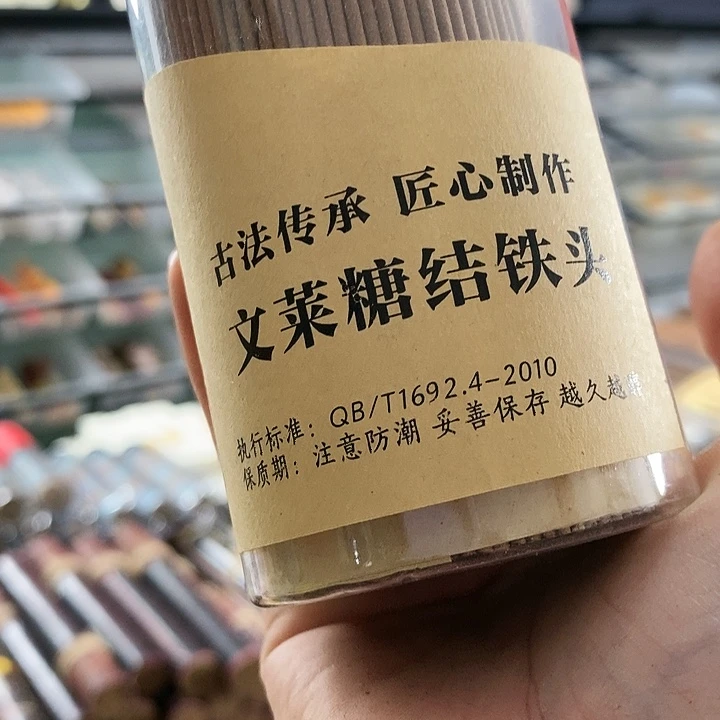 古法传承 匠心制作
文莱糖结铁头
执行标准：QB/T1692.4-2010
保质期：注意防潮 妥善保存 越久越醇